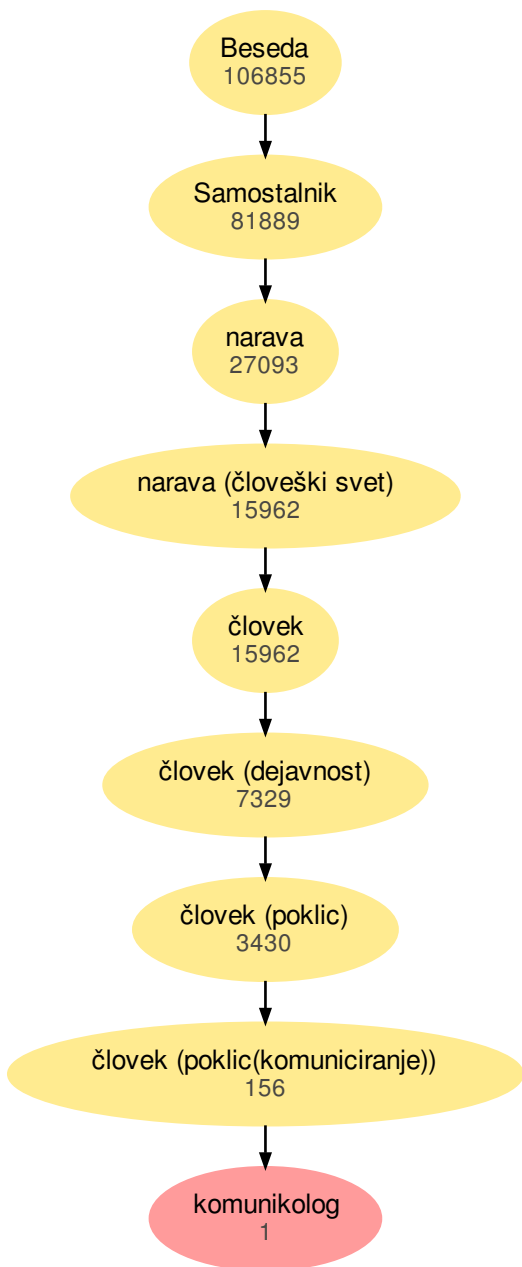 Beseda
106855
Samostalnik
81889
narava
27093
narava (človeški svet)
15962
človek
15962
človek (dejavnost)
7329
človek (poklic)
3430
človek (poklic(komuniciranje))
156
komunikolog
1